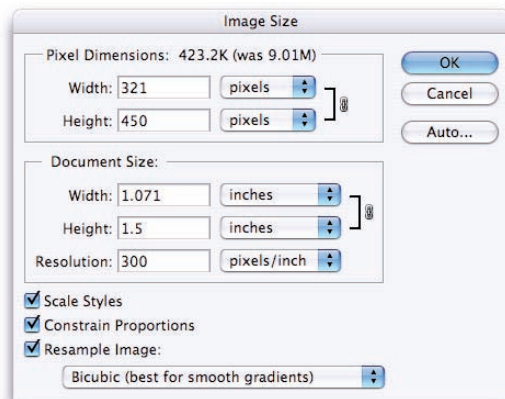 Image Size
Pixel Dimensions: 423.2K (was 9.01M)
Width: 321 pixels
Height: 450 pixels
OK
Cancel
Auto...
Document Size:
Width: 1.071 inches
Height: 1.5 inches
Resolution: 300 pixels/inch
Scale Styles
Constrain Proportions
Resample Image:
Bicubic (best for smooth gradients)